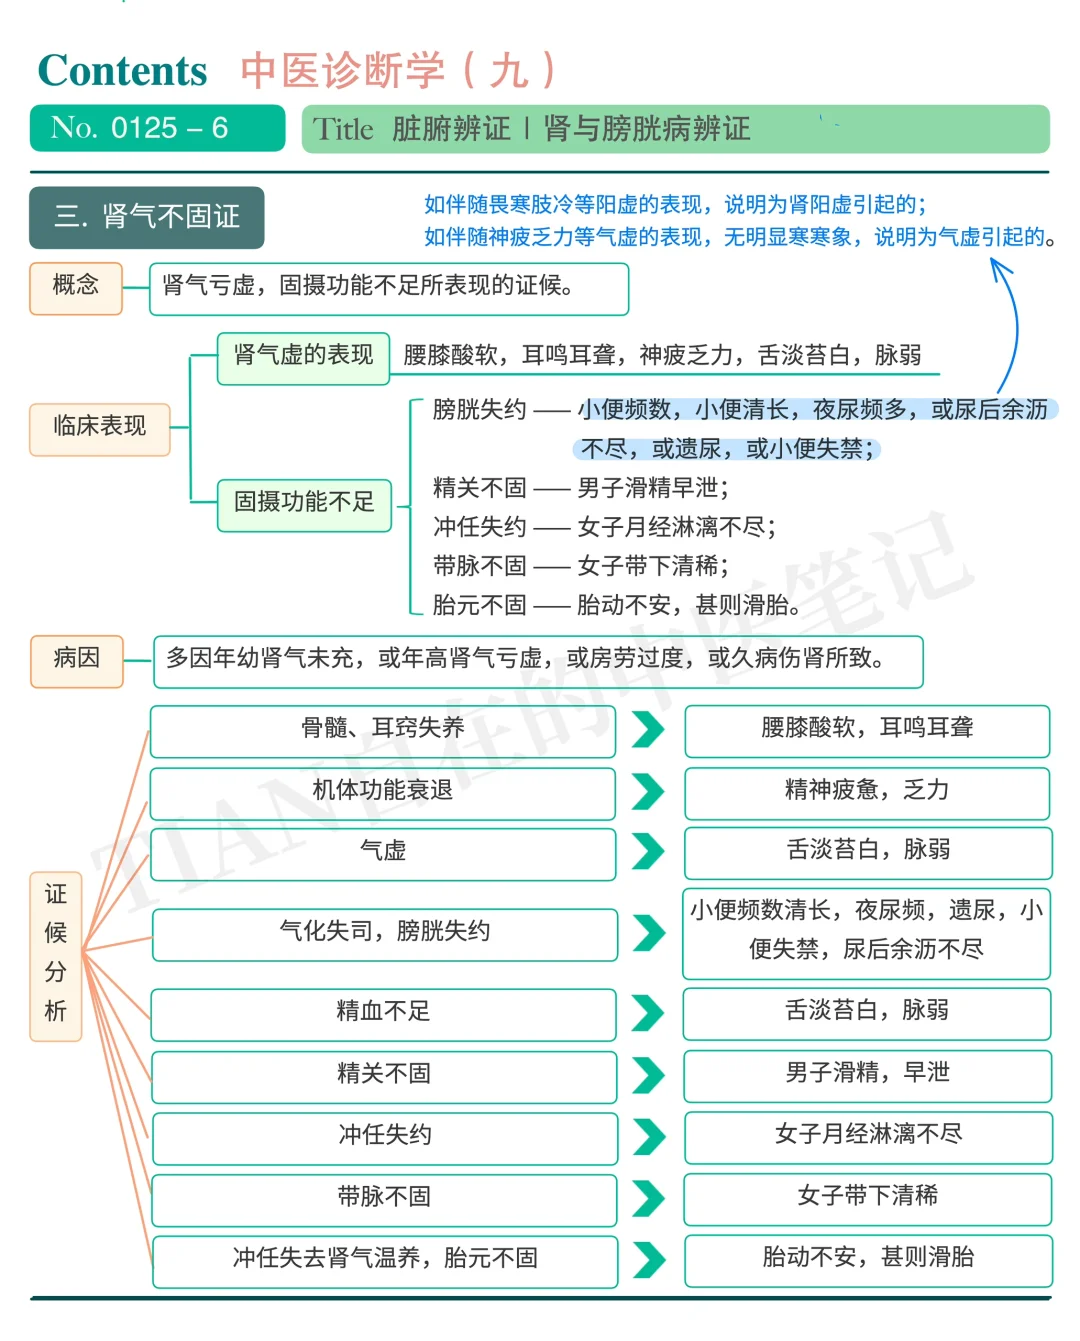 Contents 中医诊断学（九）
No. 0125 – 6
Title 脏腑辨证 | 肾与膀胱病辨证
三. 肾气不固证
如伴随畏寒肢冷等阳虚的表现，说明为肾阳虚引起的；
如伴随神疲乏力等气虚的表现，无明显寒寒象，说明为气虚引起的。
概念
肾气亏虚，固摄功能不足所表现的证候。
临床表现
肾气虚的表现
腰膝酸软，耳鸣耳聋，神疲乏力，舌淡苔白，脉弱
固摄功能不足
膀胱失约 —— 小便频数，小便清长，夜尿频多，或尿后余沥
不尽，或遗尿，或小便失禁；
精关不固 —— 男子滑精早泄；
冲任失约 —— 女子月经淋漓不尽；
带脉不固 —— 女子带下清稀；
胎元不固 —— 胎动不安，甚则滑胎。
病因
多因年幼肾气未充，或年高肾气亏虚，或房劳过度，或久病伤肾所致。
证候分析
骨髓、耳窍失养
腰膝酸软，耳鸣耳聋
机体功能衰退
精神疲惫，乏力
气虚
舌淡苔白，脉弱
气化失司，膀胱失约
小便频数清长，夜尿频，遗尿，小
便失禁，尿后余沥不尽
精血不足
舌淡苔白，脉弱
精关不固
男子滑精，早泄
冲任失约
女子月经淋漓不尽
带脉不固
女子带下清稀
冲任失去肾气温养，胎元不固
胎动不安，甚则滑胎
TIAN自在的中医笔记